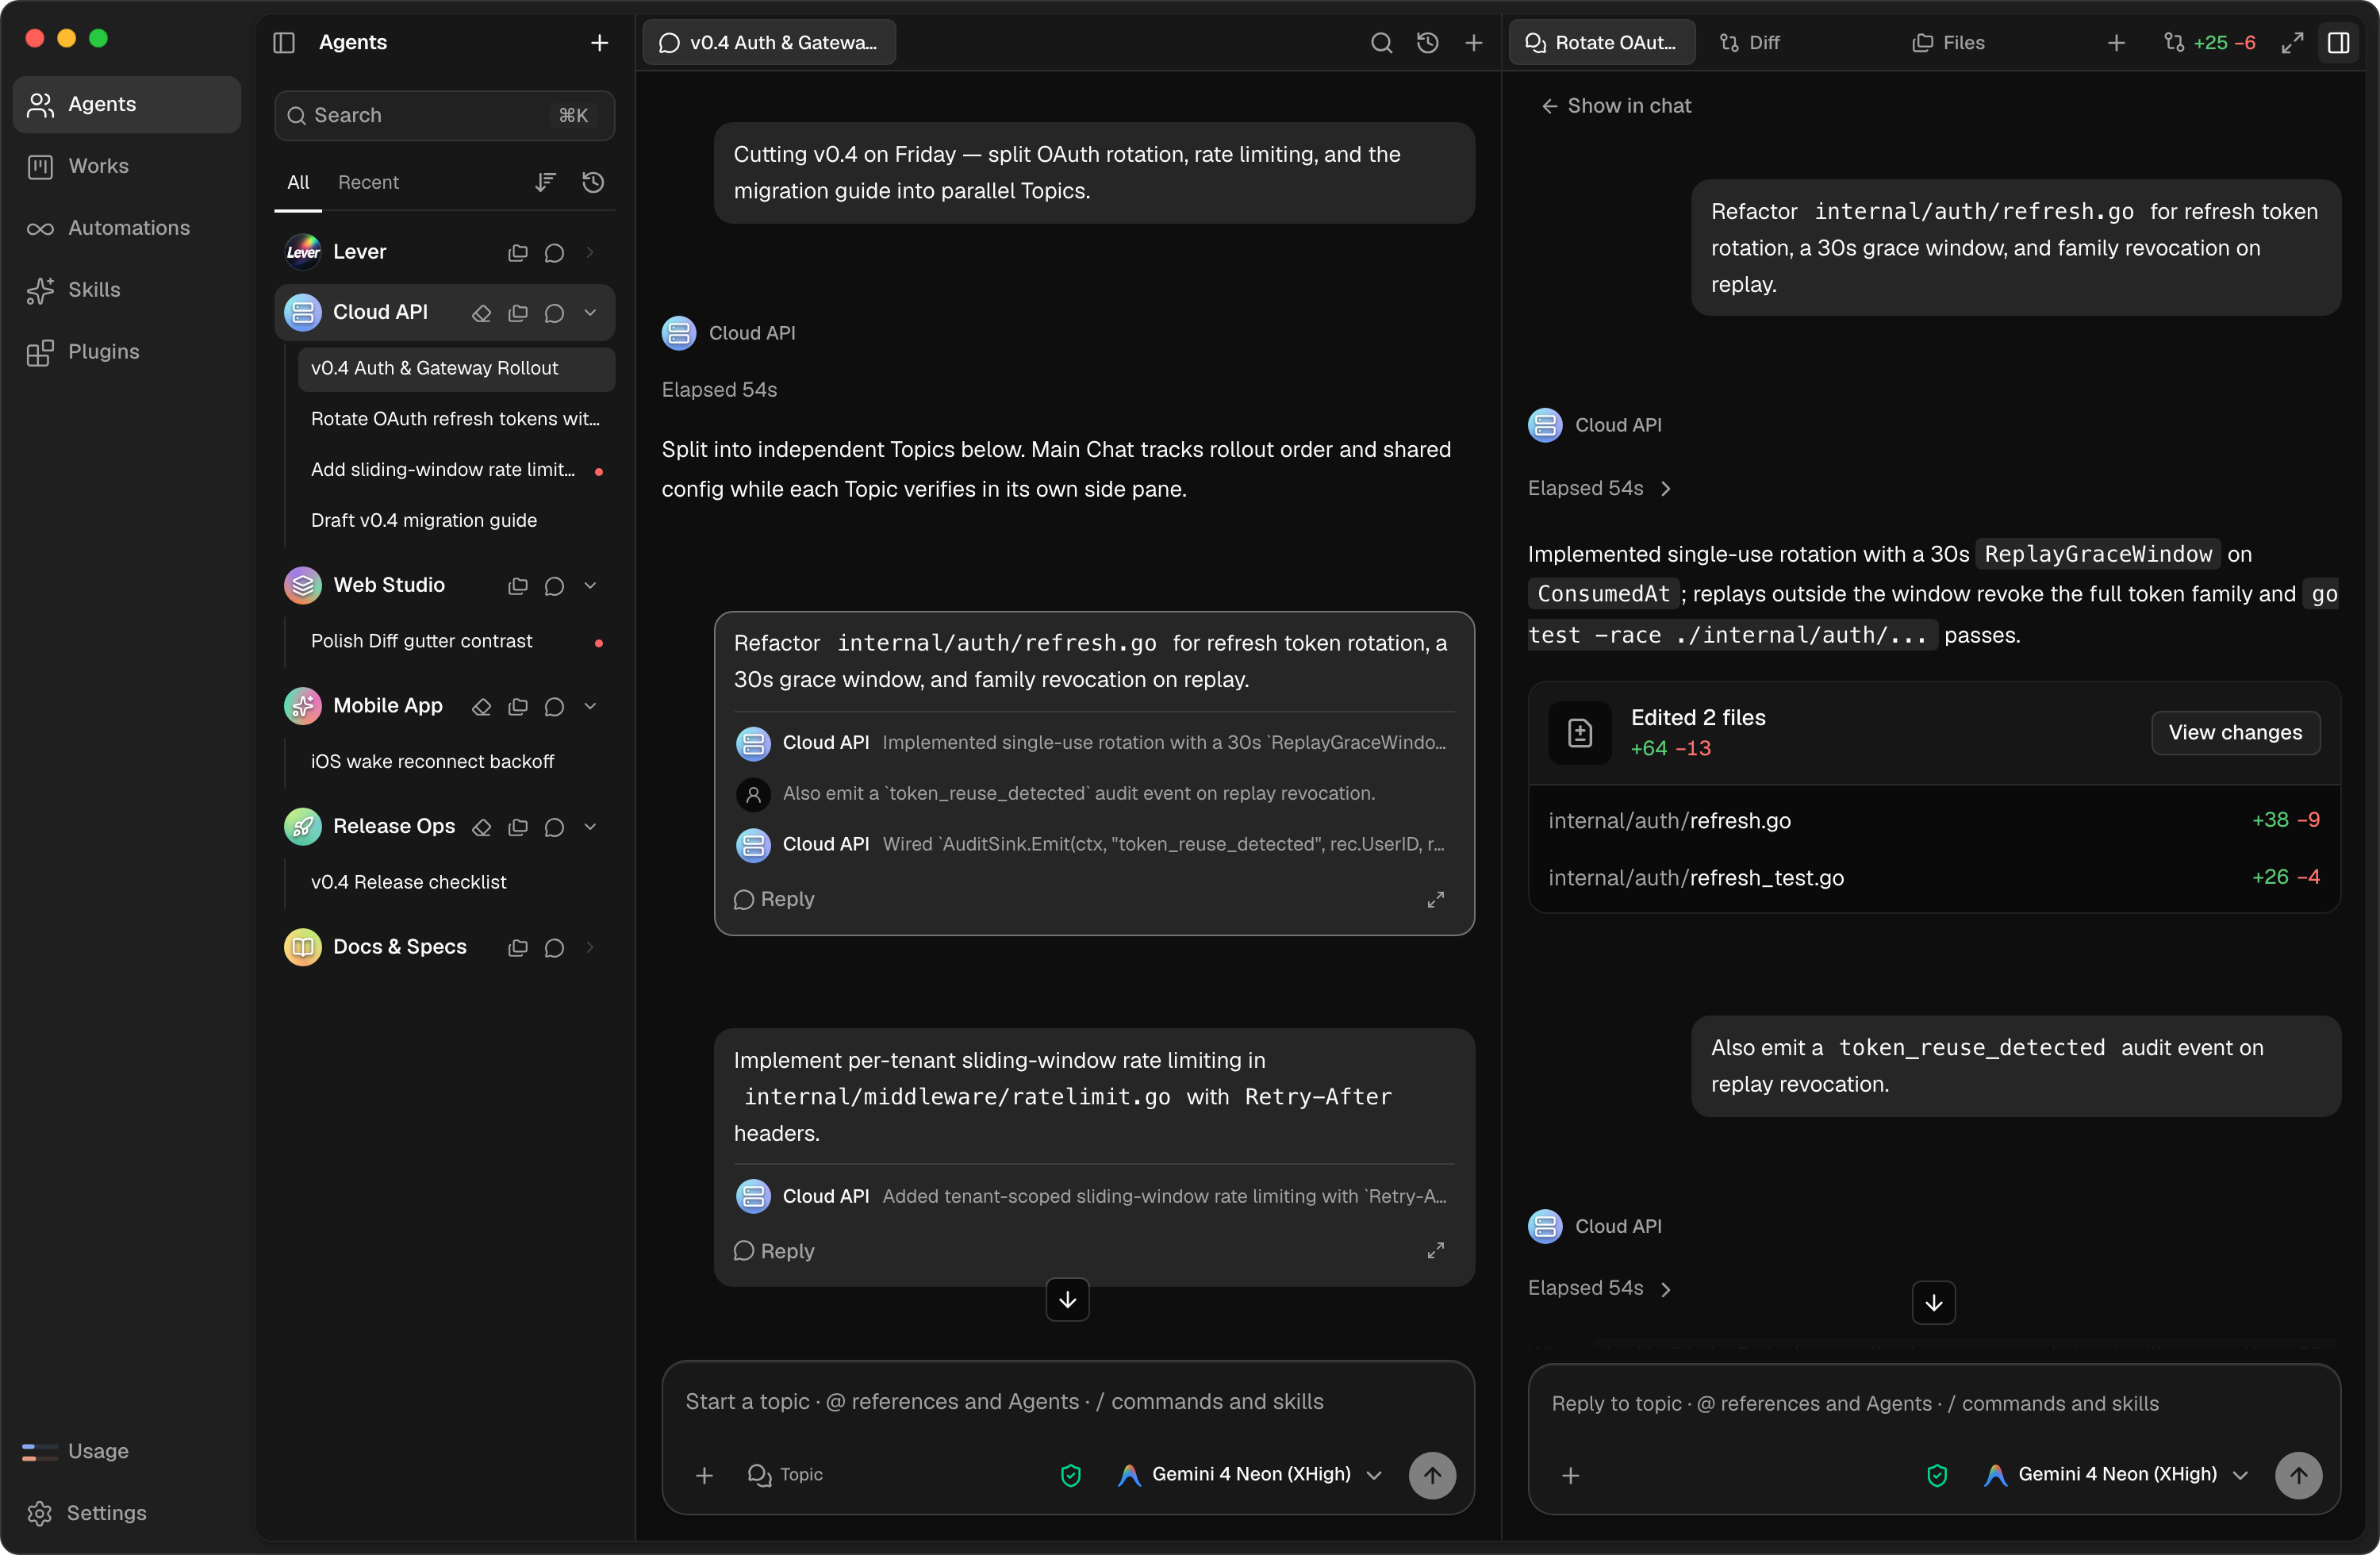 Agents
Works
Automations
Skills
Plugins
Usage
Settings
Agents
Search ⌘K
All Recent
Lever Lever
Cloud API
v0.4 Auth & Gateway Rollout
Rotate OAuth refresh tokens wit...
Add sliding-window rate limit...
Draft v0.4 migration guide
Web Studio
Polish Diff gutter contrast
Mobile App
iOS wake reconnect backoff
Release Ops
v0.4 Release checklist
Docs & Specs
v0.4 Auth & Gatewa...
Cutting v0.4 on Friday — split OAuth rotation, rate limiting, and the
migration guide into parallel Topics.
Cloud API
Elapsed 54s
Split into independent Topics below. Main Chat tracks rollout order and shared
config while each Topic verifies in its own side pane.
Refactor internal/auth/refresh.go for refresh token rotation, a
30s grace window, and family revocation on replay.
Cloud API Implemented single-use rotation with a 30s `ReplayGraceWindo...
Also emit a `token_reuse_detected` audit event on replay revocation.
Cloud API Wired `AuditSink.Emit(ctx, "token_reuse_detected", rec.UserID, r...
Reply
Implement per-tenant sliding-window rate limiting in
internal/middleware/ratelimit.go with Retry-After
headers.
Cloud API Added tenant-scoped sliding-window rate limiting with `Retry-A...
Reply
Start a topic · @ references and Agents · / commands and skills
Topic Gemini 4 Neon (XHigh)
Rotate OAut... Diff Files +25 −6
Show in chat
Refactor internal/auth/refresh.go for refresh token
rotation, a 30s grace window, and family revocation on
replay.
Cloud API
Elapsed 54s
Implemented single-use rotation with a 30s ReplayGraceWindow on
ConsumedAt; replays outside the window revoke the full token family and go
test -race ./internal/auth/... passes.
Edited 2 files
+64 −13
View changes
internal/auth/refresh.go +38 −9
internal/auth/refresh_test.go +26 −4
Also emit a token_reuse_detected audit event on
replay revocation.
Cloud API
Elapsed 54s
Reply to topic · @ references and Agents · / commands and skills
Gemini 4 Neon (XHigh)